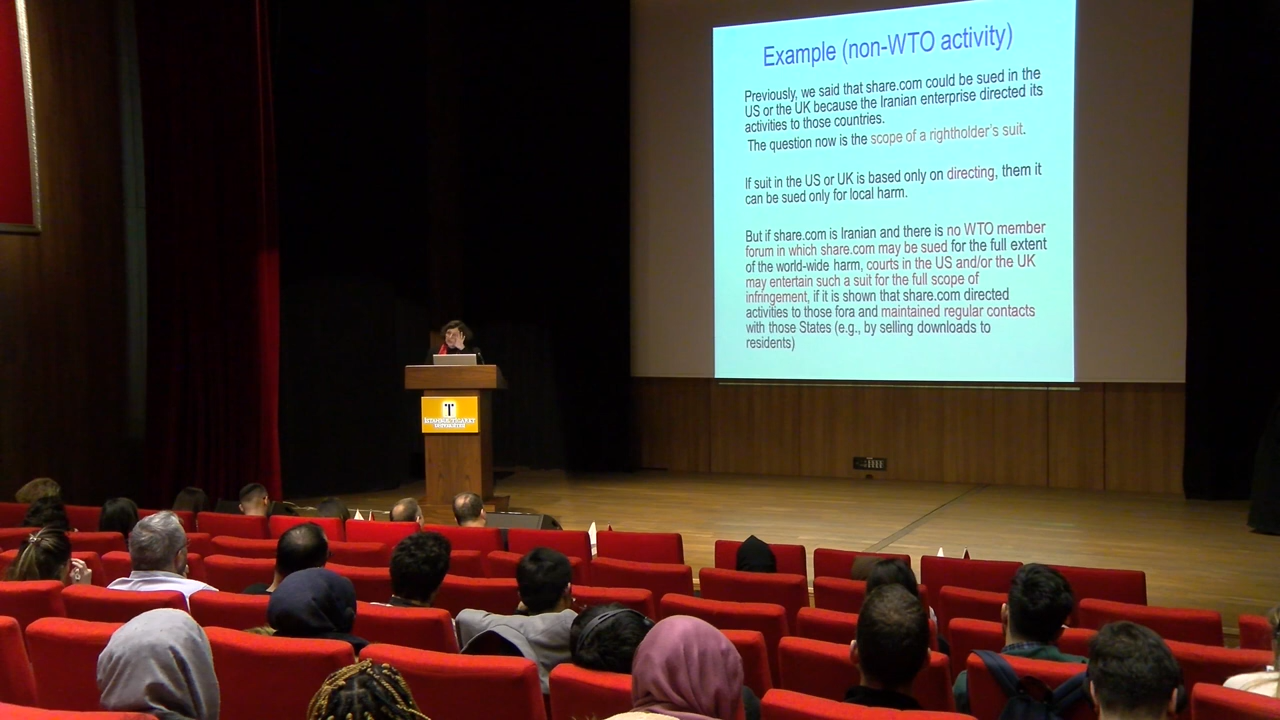 Example (non-WTO activity)
Previously, we said that share.com could be sued in the
US or the UK because the Iranian enterprise directed its
activities to those countries.
The question now is the scope of a rightholder's suit.
If suit in the US or UK is based only on directing, them it
can be sued only for local harm.
But if share.com is Iranian and there is no WTO member
forum in which share.com may be sued for the full extent
of the world-wide harm, courts in the US and/or the UK
may entertain such a suit for the full scope of
infringement, if it is shown that share.com directed
activities to those fora and maintained regular contacts
with those States (e.g., by selling downloads to
residents)
İSTANBUL TİCARET
ÜNİVERSİTESİ